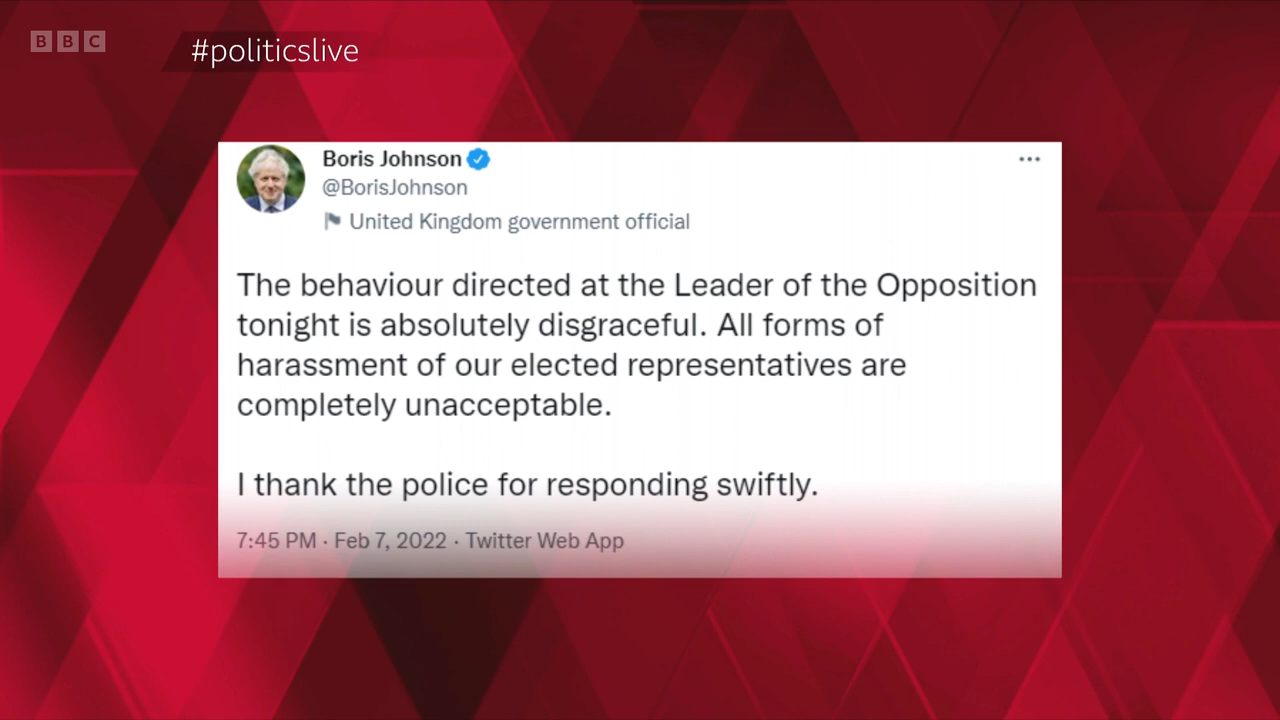 BBC
#politicslive
Boris Johnson
@BorisJohnson
United Kingdom government official
The behaviour directed at the Leader of the Opposition
tonight is absolutely disgraceful. All forms of
harassment of our elected representatives are
completely unacceptable.
I thank the police for responding swiftly.
7:45 PM · Feb 7, 2022 · Twitter Web App